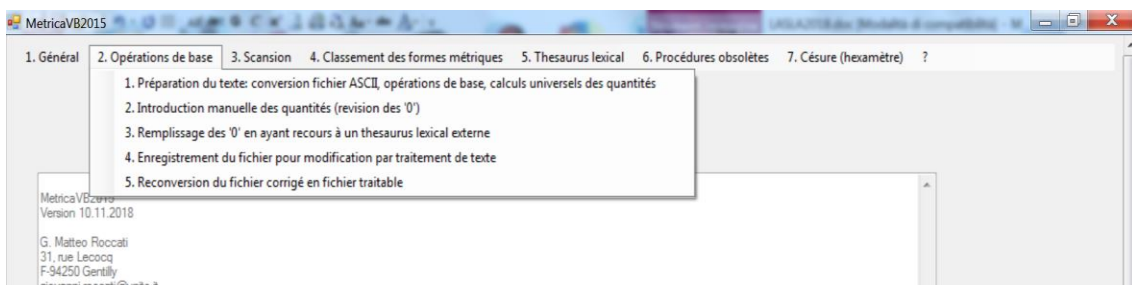 MetricaVB2015
1. Général 2. Opérations de base 3. Scansion 4. Classement des formes métriques 5. Thesaurus lexical 6. Procédures obsolètes 7. Césure (hexamètre) ?
1. Préparation du texte: conversion fichier ASCII, opérations de base, calculs universels des quantités
2. Introduction manuelle des quantités (revision des '0')
3. Remplissage des '0' en ayant recours à un thesaurus lexical externe
4. Enregistrement du fichier pour modification par traitement de texte
5. Reconversion du fichier corrigé en fichier traitable
MetricaVB2015
Version 10.11.2018
G. Matteo Roccati
31, rue Lecocq
F-94250 Gentilly